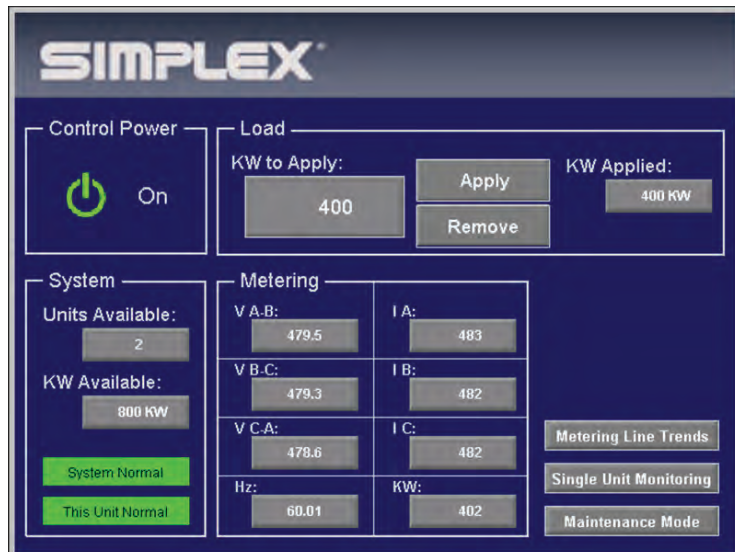 SIMPLEX
Control Power
On
Load
KW to Apply:
400
Apply
Remove
KW Applied:
400 KW
System
Units Available:
2
KW Available:
800 KW
System Normal
This Unit Normal
Metering
V A-B:
479.5
I A:
483
V B-C:
479.3
I B:
482
V C-A:
478.6
I C:
482
Hz:
60.01
KW:
402
Metering Line Trends
Single Unit Monitoring
Maintenance Mode